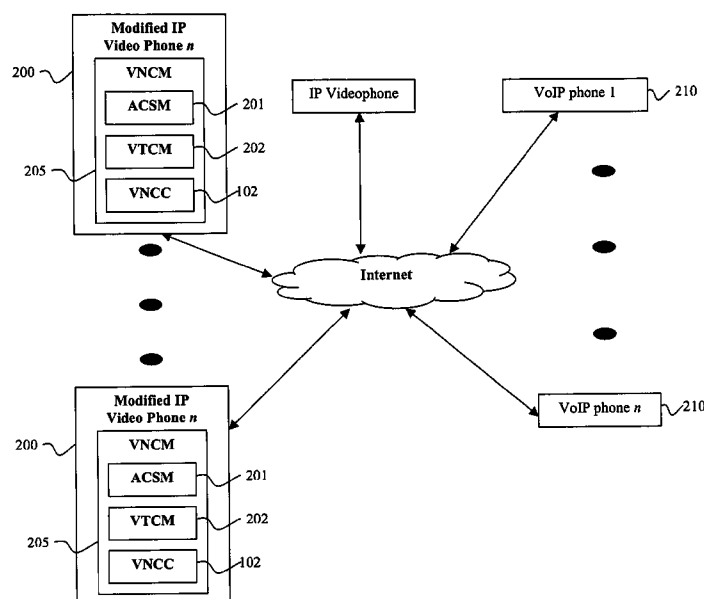 Modified IP
Video Phone n
200
VNCM
ACSM
201
VTCM
202
205
VNCC
102
IP Videophone
VoIP phone 1
210
Internet
Modified IP
Video Phone n
200
VNCM
ACSM
201
VTCM
202
205
VNCC
102
VoIP phone n
210